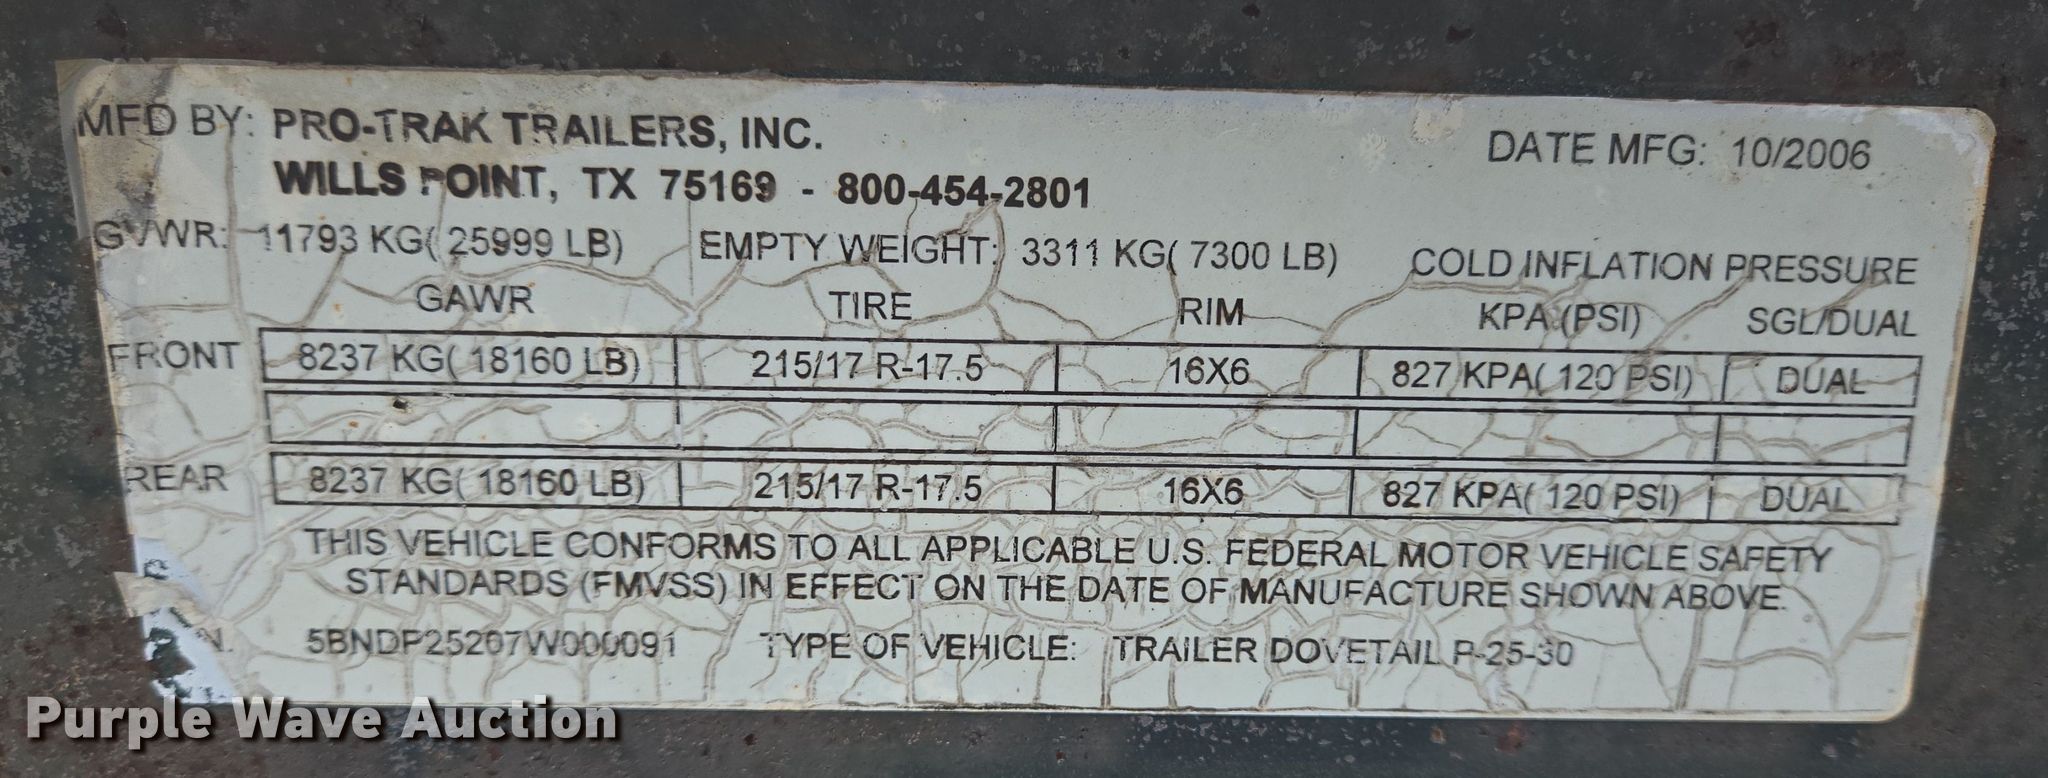 MFD BY: PRO-TRAK TRAILERS, INC. DATE MFG: 10/2006
WILLS POINT, TX 75169 - 800-454-2801
GVWR: 11793 KG( 25999 LB) EMPTY WEIGHT: 3311 KG( 7300 LB) COLD INFLATION PRESSURE
GAWR TIRE RIM KPA (PSI) SGL/DUAL
FRONT 8237 KG( 18160 LB) 215/17 R-17.5 16X6 827 KPA( 120 PSI) DUAL
REAR 8237 KG( 18160 LB) 215/17 R-17.5 16X6 827 KPA( 120 PSI) DUAL
THIS VEHICLE CONFORMS TO ALL APPLICABLE U.S. FEDERAL MOTOR VEHICLE SAFETY
STANDARDS (FMVSS) IN EFFECT ON THE DATE OF MANUFACTURE SHOWN ABOVE.
5BNDP25207W000091 TYPE OF VEHICLE: TRAILER DOVETAIL P-25-30
Purple Wave Auction